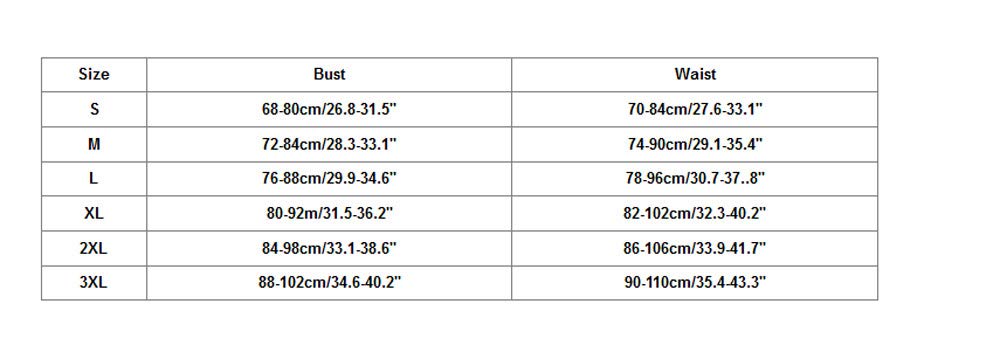 Size Bust Waist
S 68-80cm/26.8-31.5" 70-84cm/27.6-33.1"
M 72-84cm/28.3-33.1" 74-90cm/29.1-35.4"
L 76-88cm/29.9-34.6" 78-96cm/30.7-37..8"
XL 80-92m/31.5-36.2" 82-102cm/32.3-40.2"
2XL 84-98cm/33.1-38.6" 86-106cm/33.9-41.7"
3XL 88-102cm/34.6-40.2" 90-110cm/35.4-43.3"